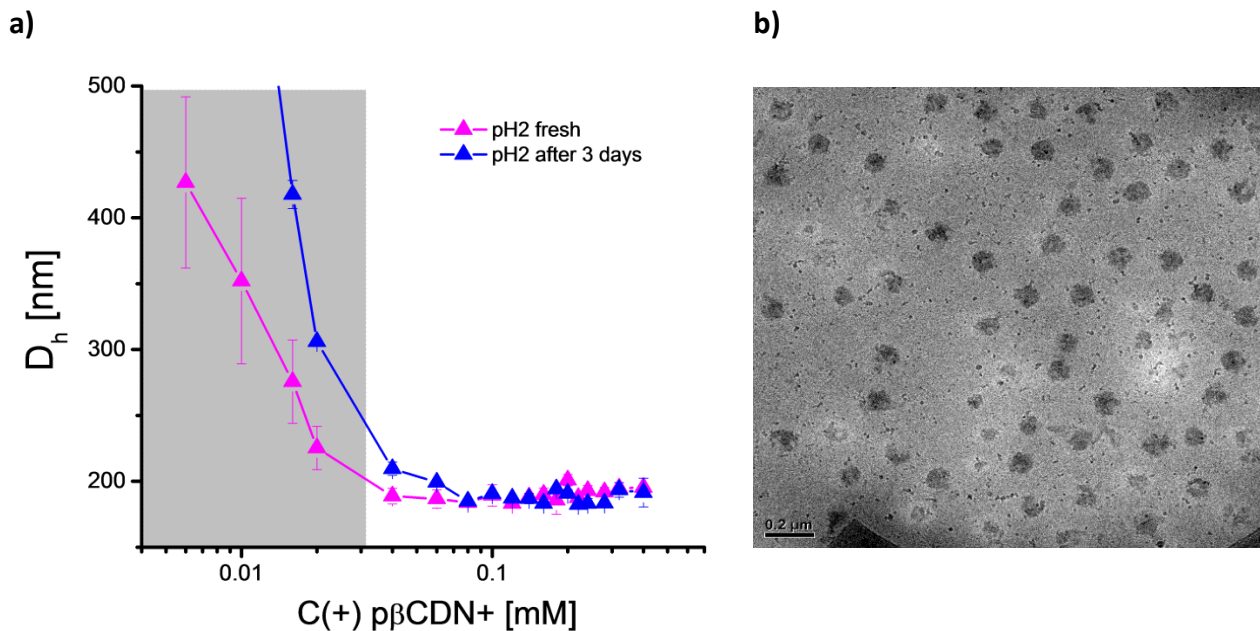 a)
b)
500
400
300
200
D_h [nm]
pH2 fresh
pH2 after 3 days
0.01
0.1
C(+) pβCDN+ [mM]
0.2 μm